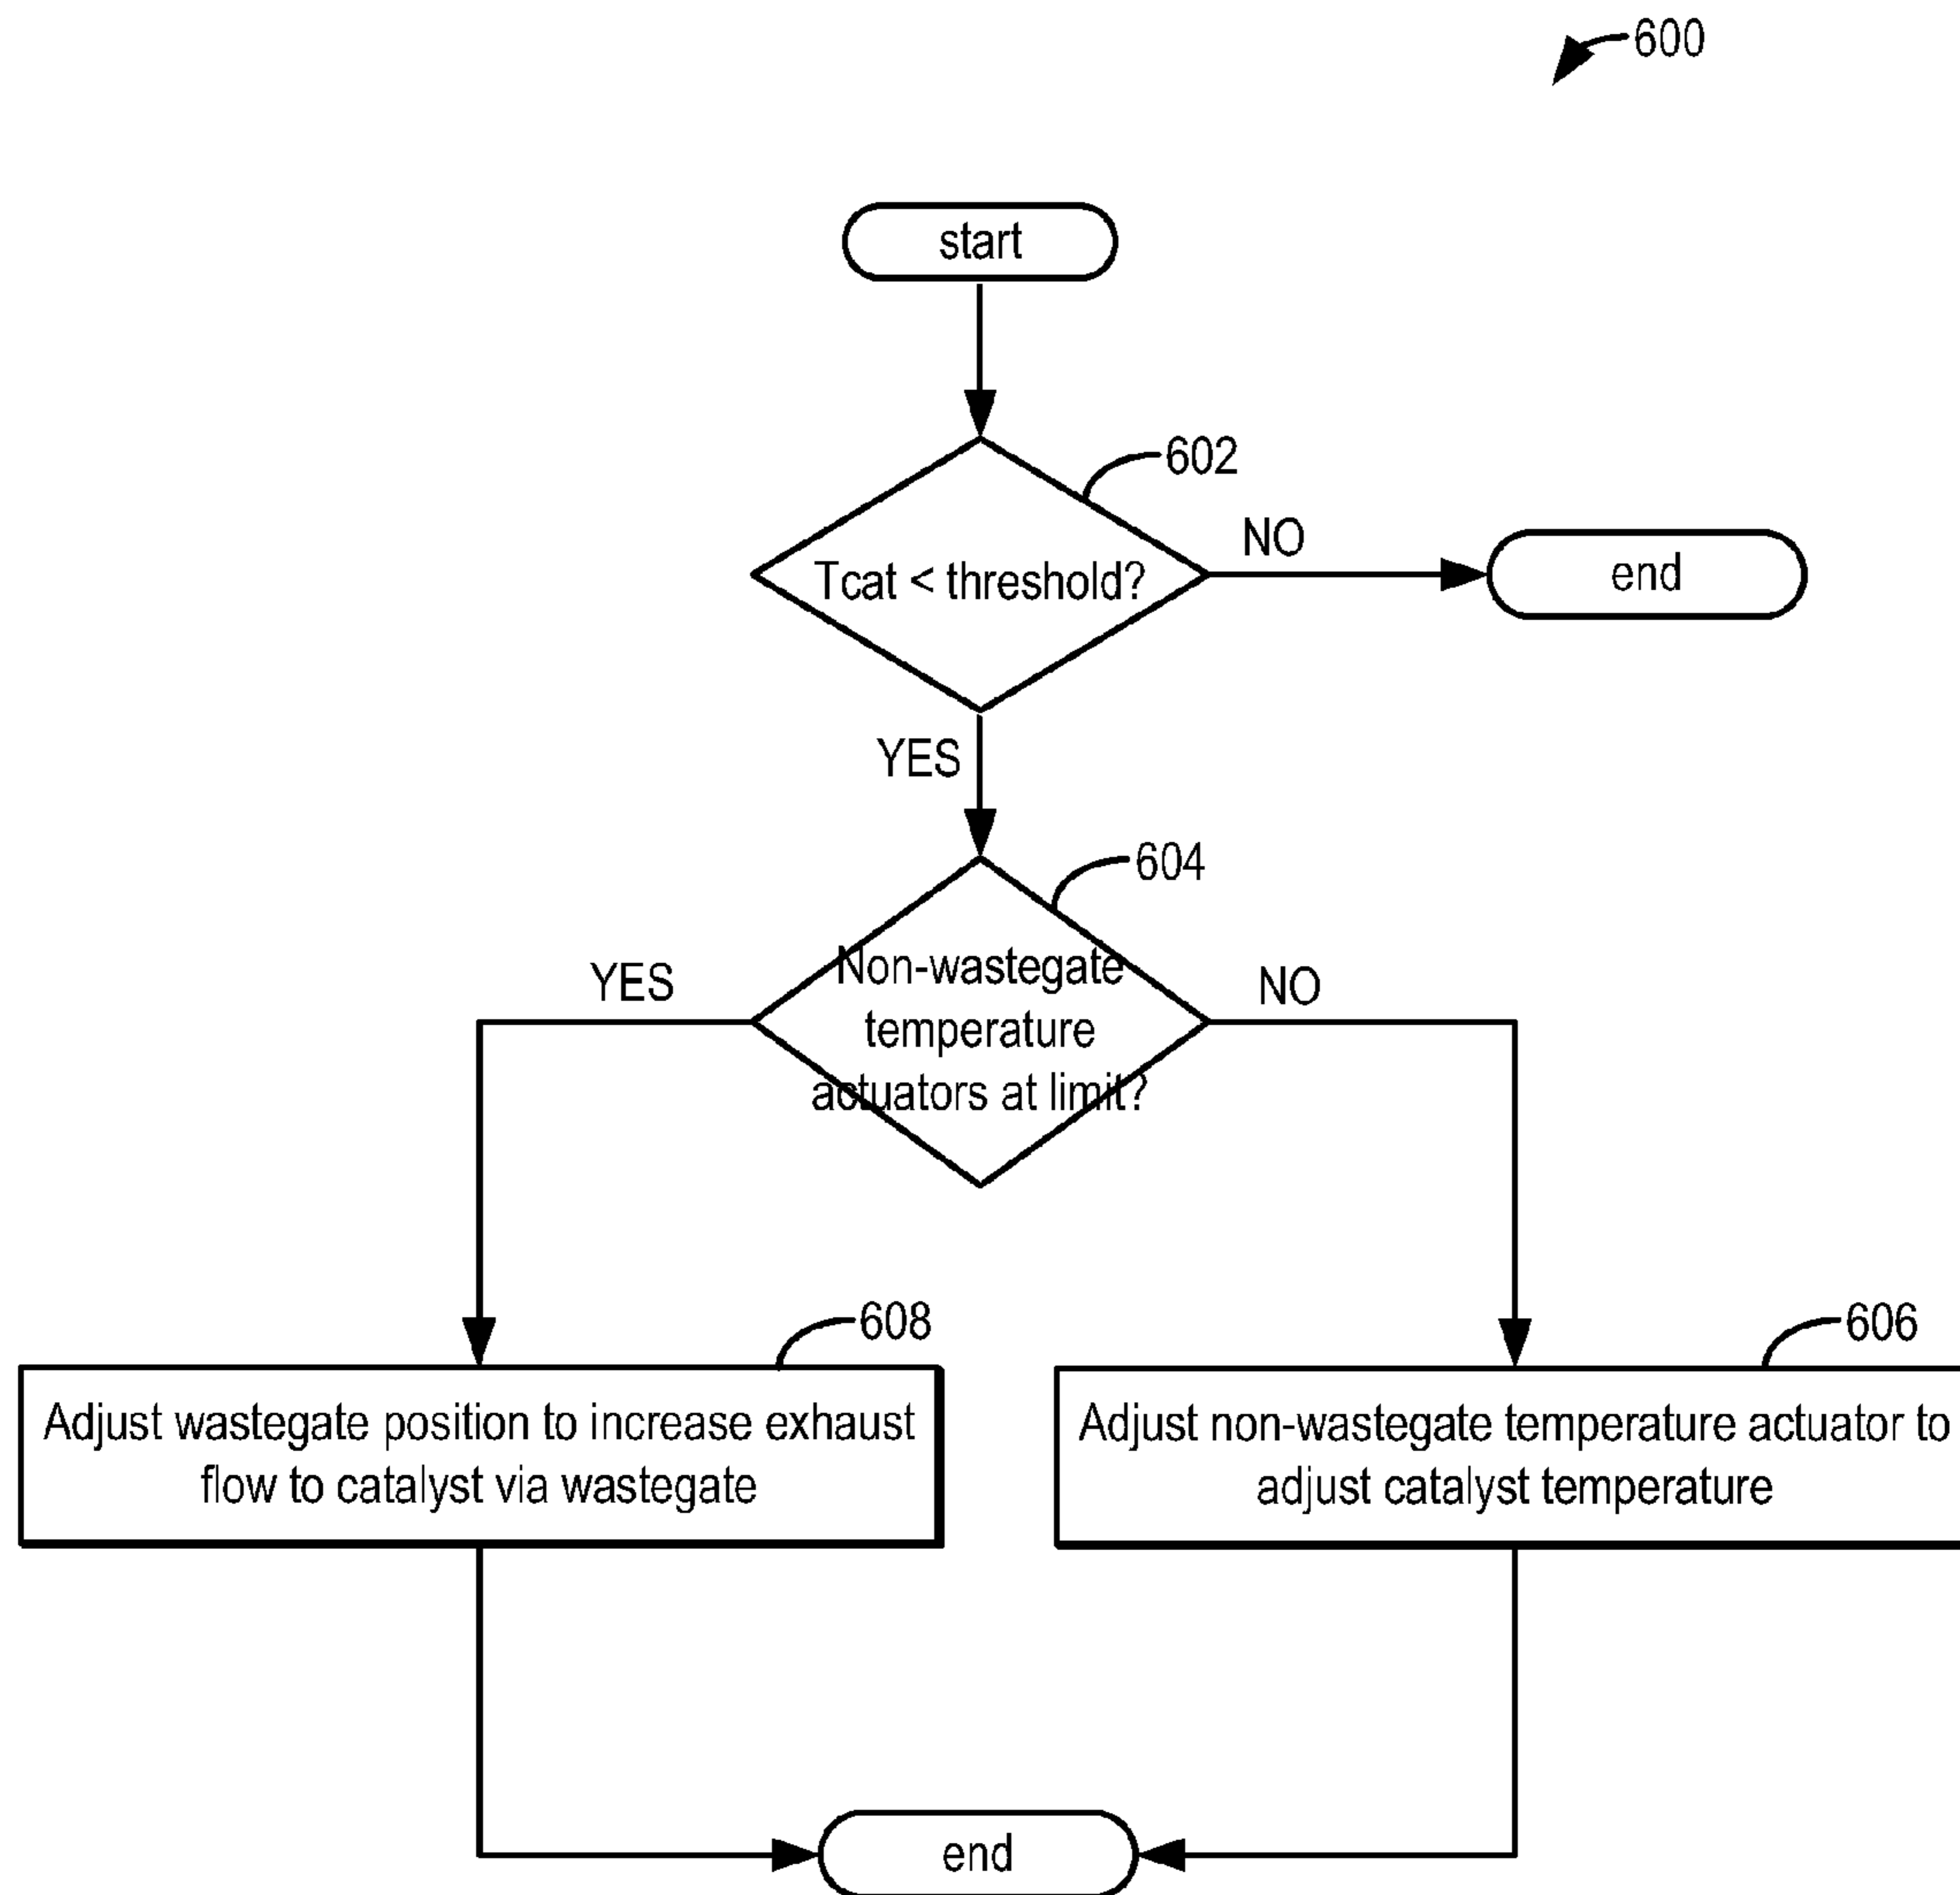 600
start
602
Tcat < threshold?
NO
end
YES
604
Non-wastegate
temperature
actuators at limit?
YES
NO
608
Adjust wastegate position to increase exhaust
flow to catalyst via wastegate
606
Adjust non-wastegate temperature actuator to
adjust catalyst temperature
end